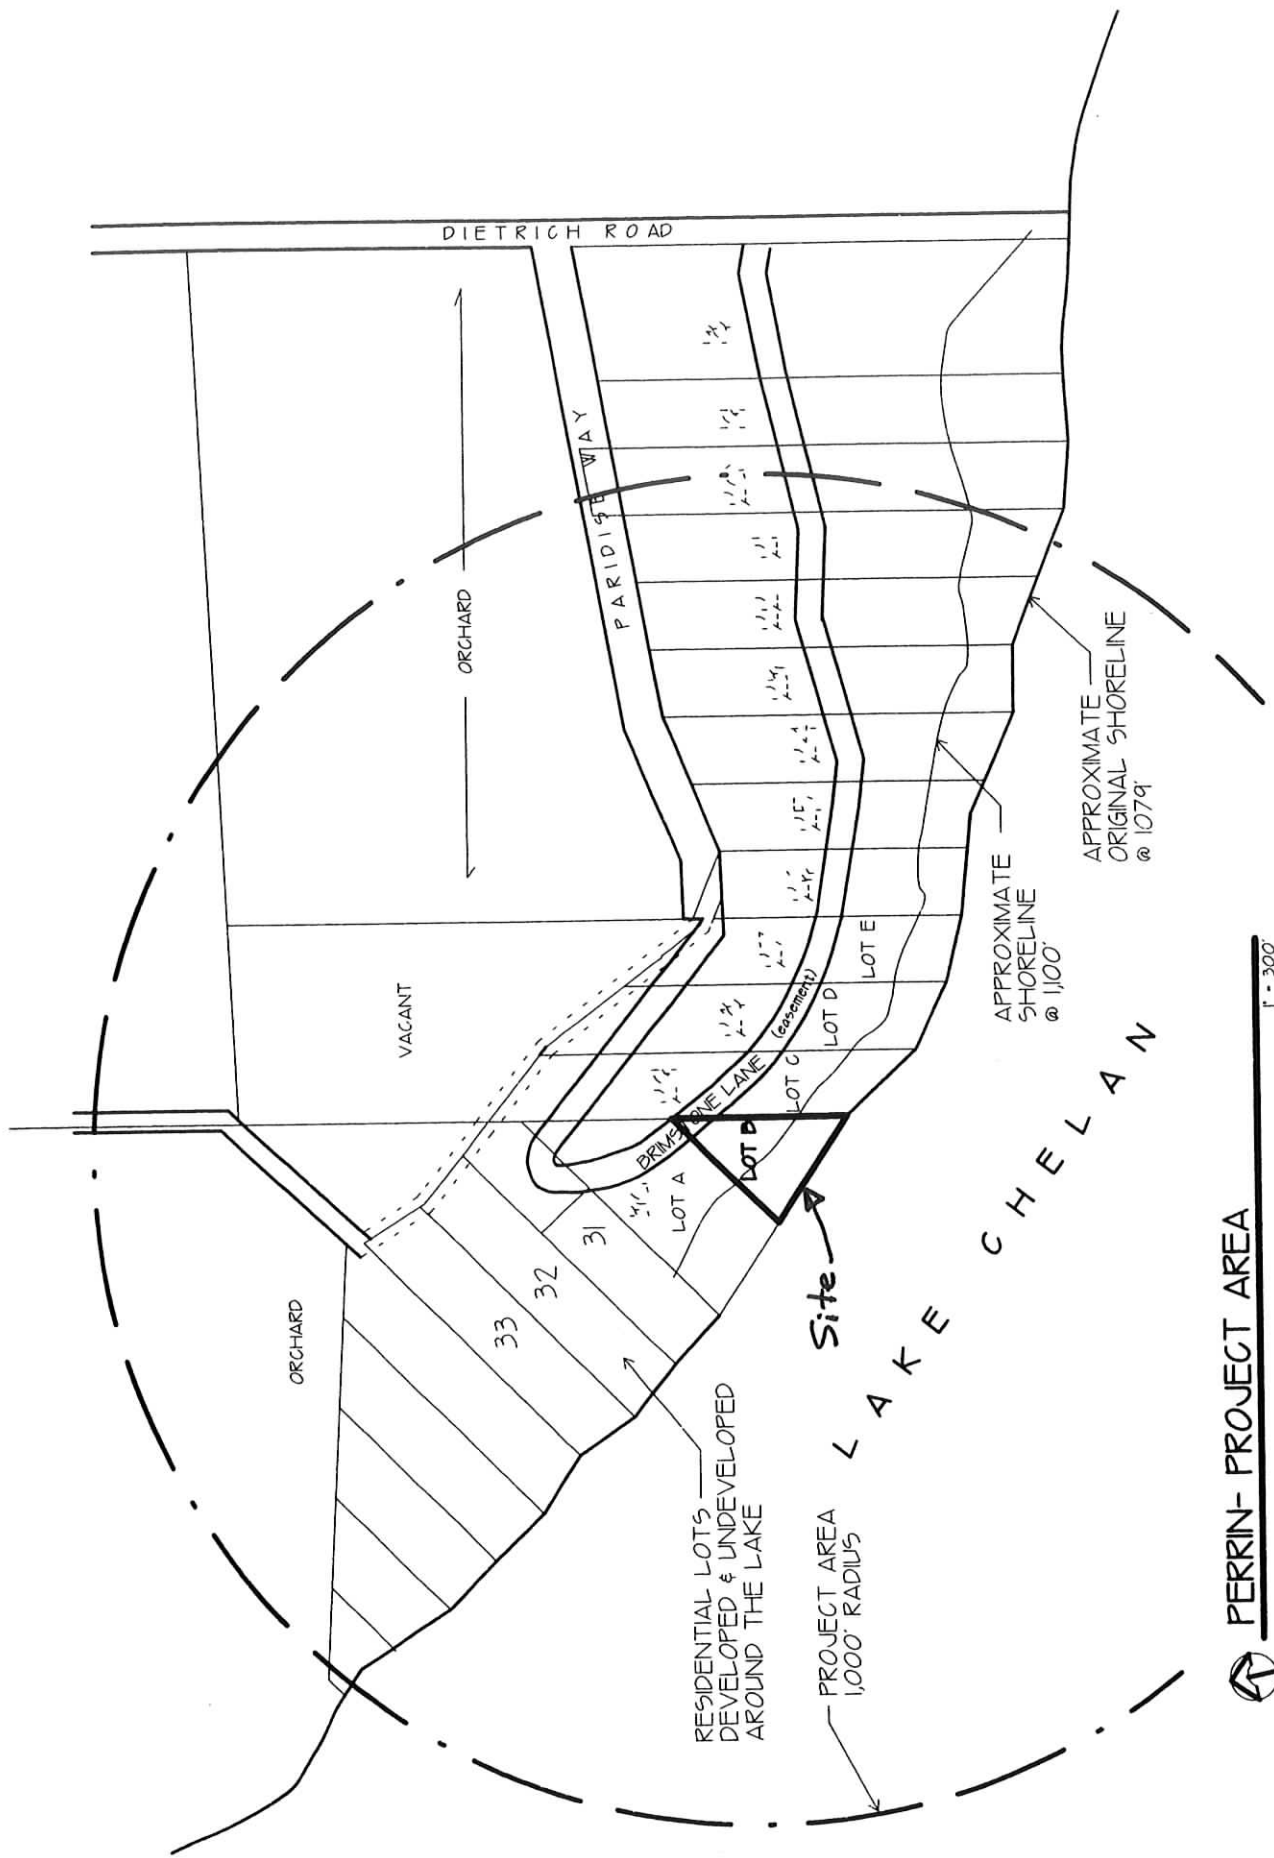 DIETRICH ROAD
PARIDISE WAY
ORCHARD
VACANT
ORCHARD
BRIMSTONE LANE (easement)
LOT A
LOT B
LOT C
LOT D
LOT E
31
32
33
Site
APPROXIMATE
SHORELINE
@ 1,100'
APPROXIMATE
ORIGINAL SHORELINE
@ 1079'
RESIDENTIAL LOTS
DEVELOPED & UNDEVELOPED
AROUND THE LAKE
PROJECT AREA
1,000' RADIUS
LAKE CHELAN
PERRIN- PROJECT AREA
1" = 300'